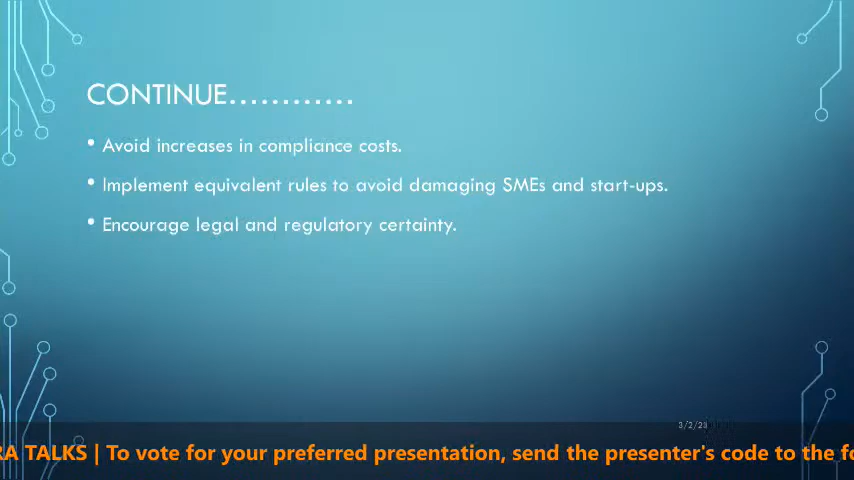 CONTINUE............
• Avoid increases in compliance costs.
• Implement equivalent rules to avoid damaging SMEs and start-ups.
• Encourage legal and regulatory certainty.
3/2/23
RA TALKS | To vote for your preferred presentation, send the presenter's code to the fo